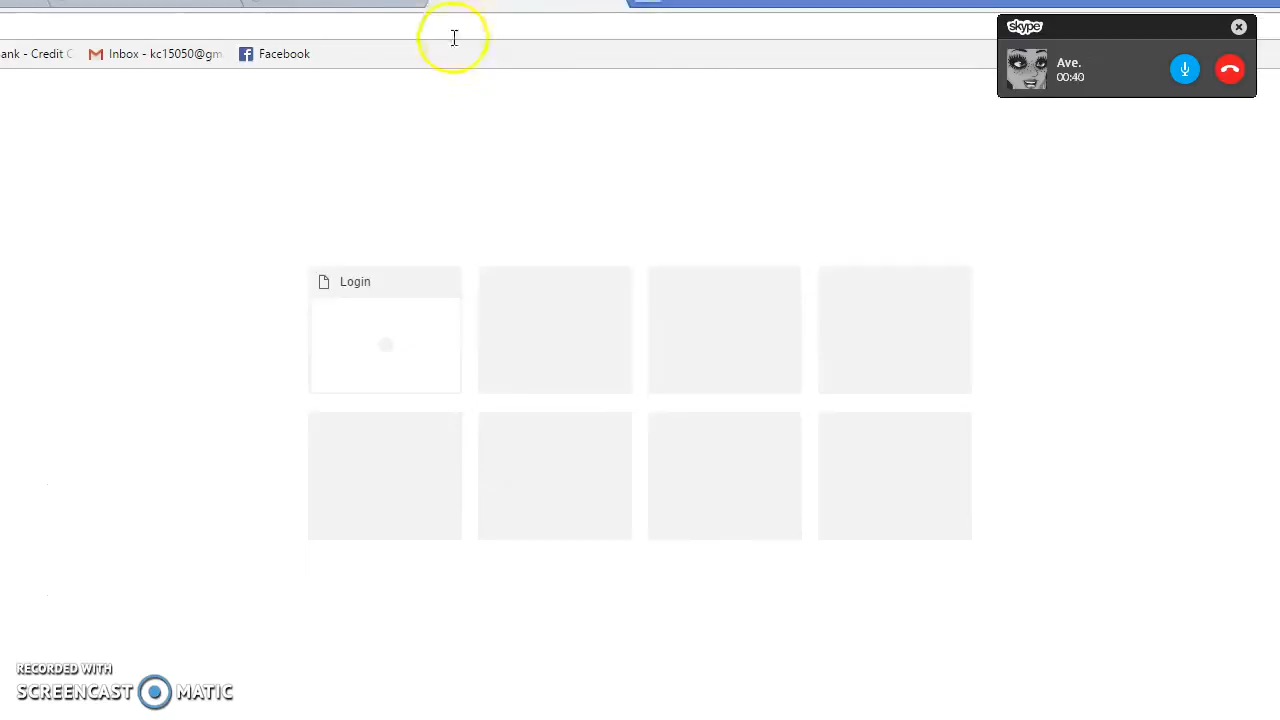 skype
Ave.
00:40
ank - Credit C
Inbox - kc15050@gm
Facebook
Login
RECORDED WITH
SCREENCAST MATIC